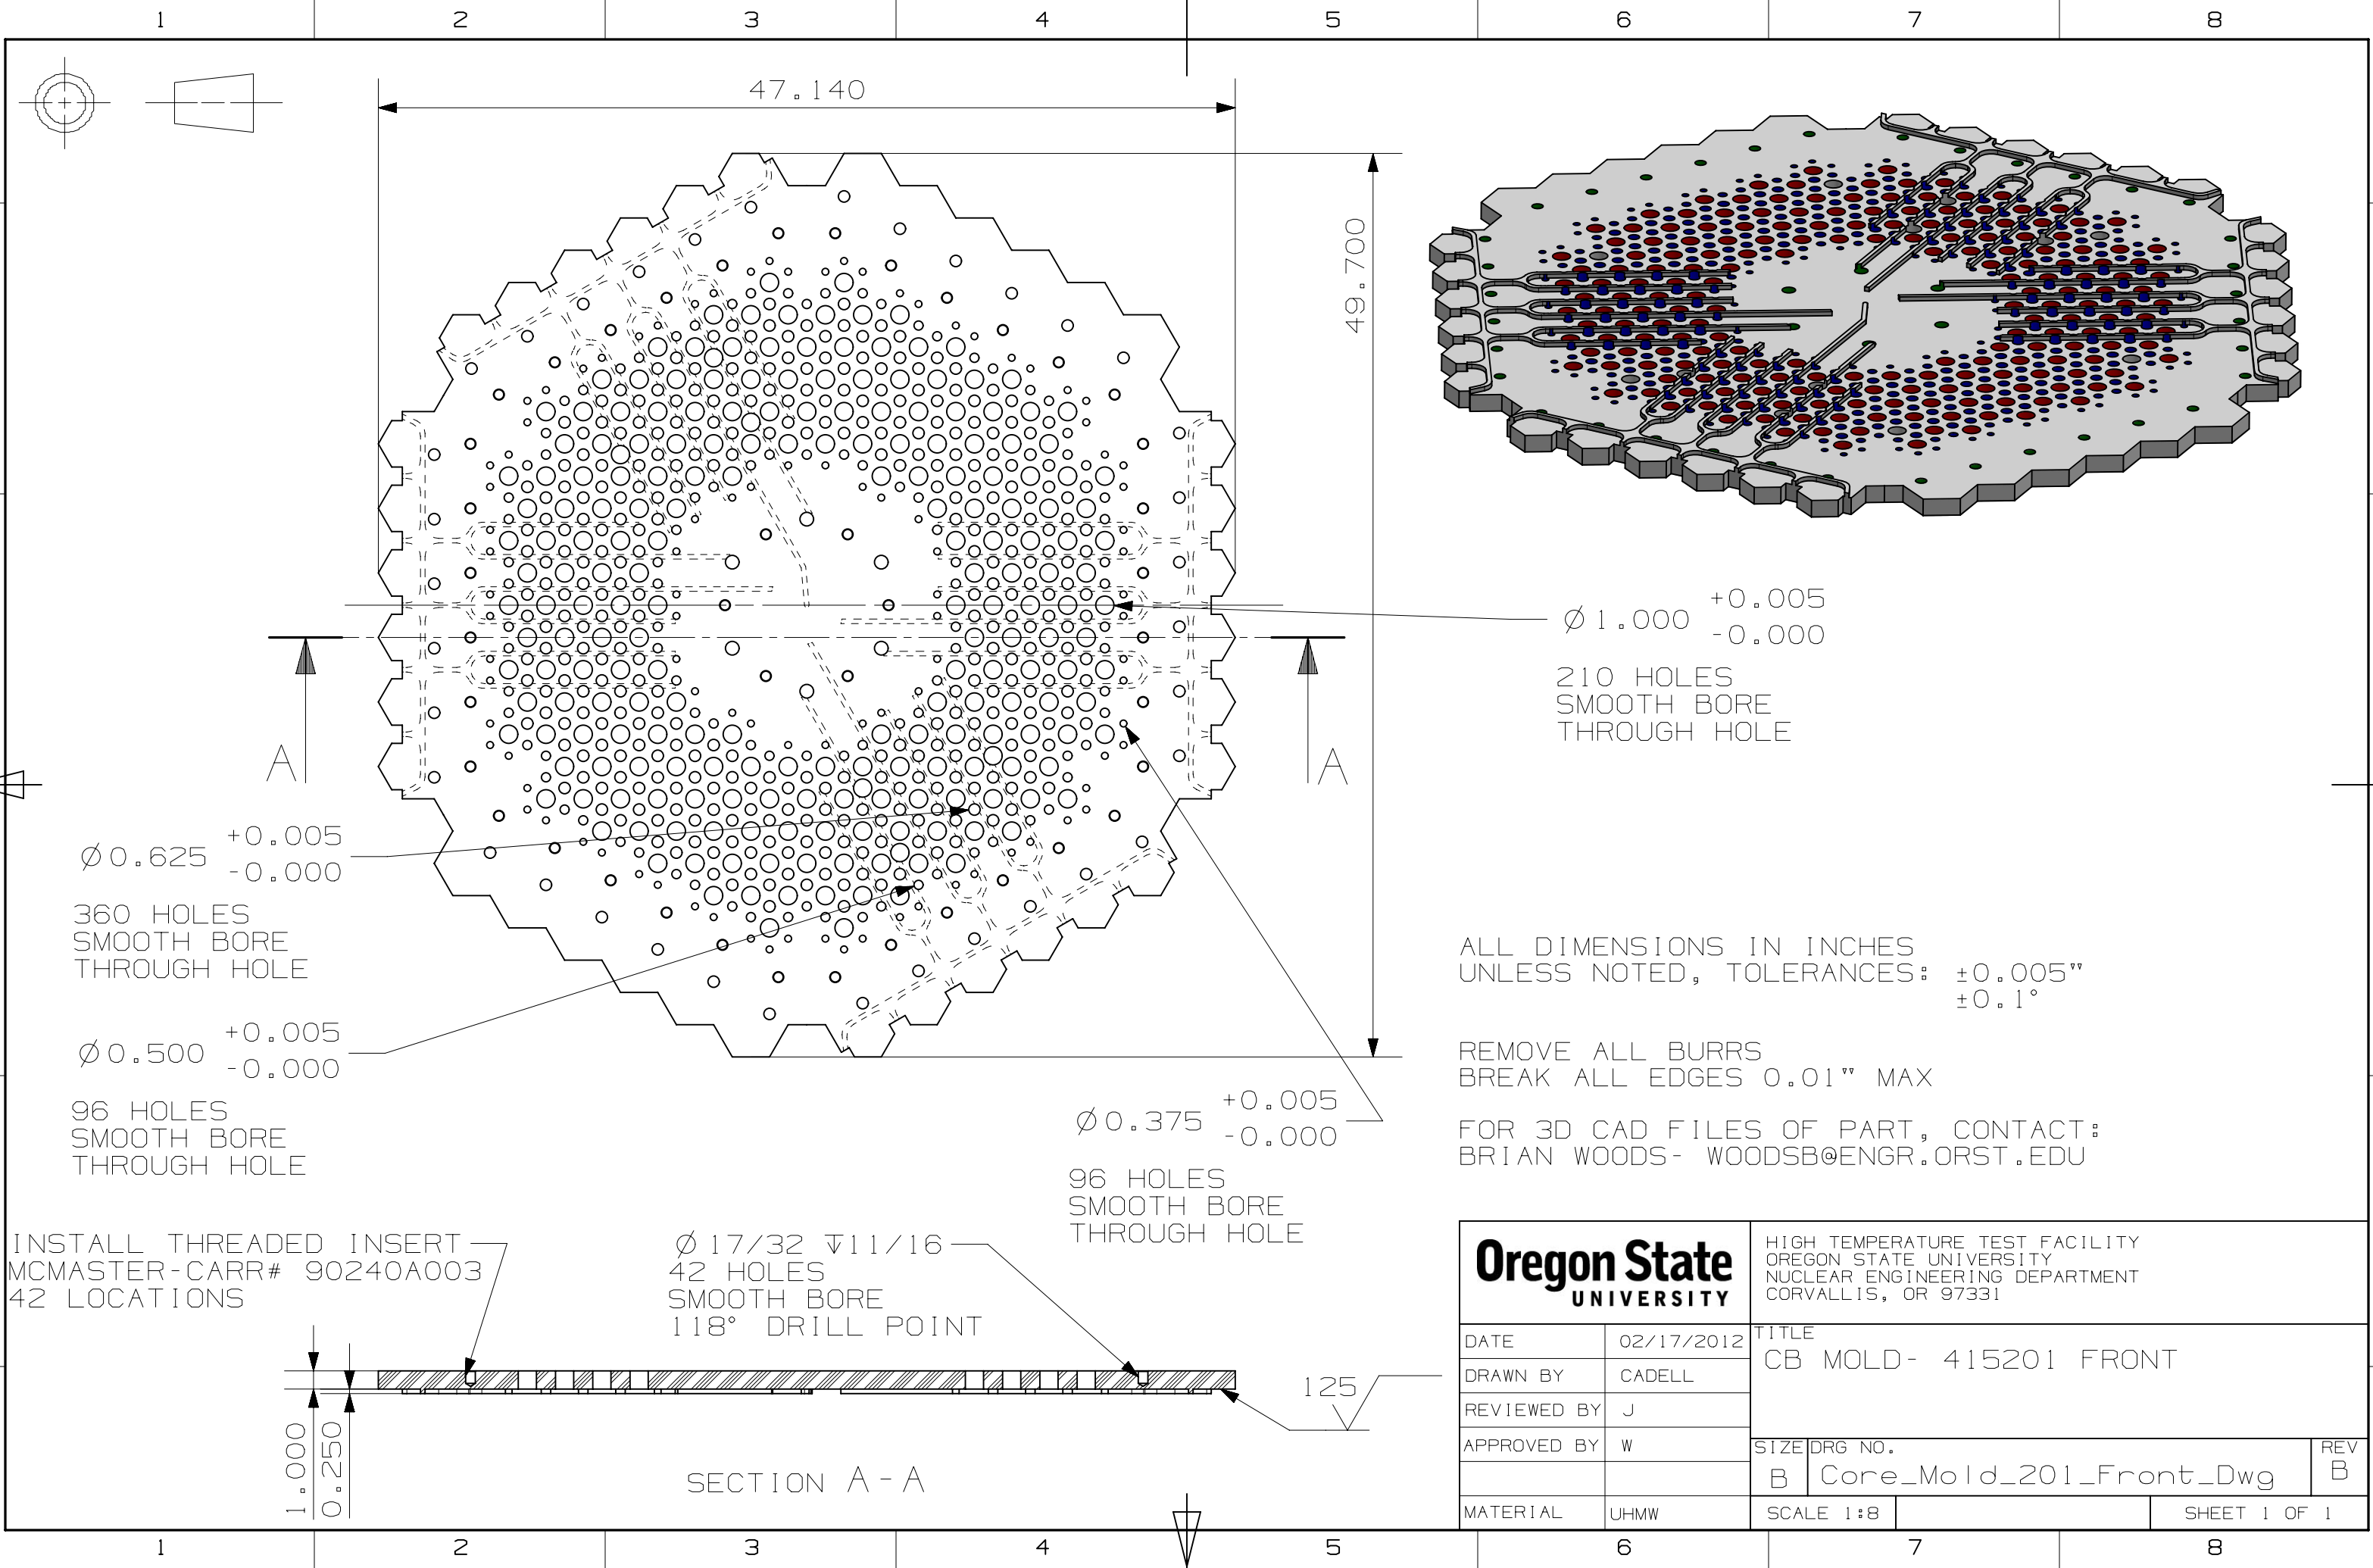 1 2 3 4 5 6 7 8
47.140
49.700
Ø1.000 +0.005
-0.000
210 HOLES
SMOOTH BORE
THROUGH HOLE
A A
Ø0.625 +0.005
-0.000
360 HOLES
SMOOTH BORE
THROUGH HOLE
Ø0.500 +0.005
-0.000
96 HOLES
SMOOTH BORE
THROUGH HOLE
Ø0.375 +0.005
-0.000
96 HOLES
SMOOTH BORE
THROUGH HOLE
ALL DIMENSIONS IN INCHES
UNLESS NOTED, TOLERANCES: ±0.005"
±0.1°
REMOVE ALL BURRS
BREAK ALL EDGES 0.01" MAX
FOR 3D CAD FILES OF PART, CONTACT:
BRIAN WOODS- WOODSB@ENGR.ORST.EDU
INSTALL THREADED INSERT
MCMASTER-CARR# 90240A003
42 LOCATIONS
Ø17/32 ↧11/16
42 HOLES
SMOOTH BORE
118° DRILL POINT
125
1.000
0.250
SECTION A-A
Oregon State
UNIVERSITY
HIGH TEMPERATURE TEST FACILITY
OREGON STATE UNIVERSITY
NUCLEAR ENGINEERING DEPARTMENT
CORVALLIS, OR 97331
DATE 02/17/2012
DRAWN BY CADELL
REVIEWED BY J
APPROVED BY W
MATERIAL UHMW
TITLE
CB MOLD- 415201 FRONT
SIZE
B
DRG NO.
Core_Mold_201_Front_Dwg
REV
B
SCALE 1:8
SHEET 1 OF 1
1 2 3 4 5 6 7 8